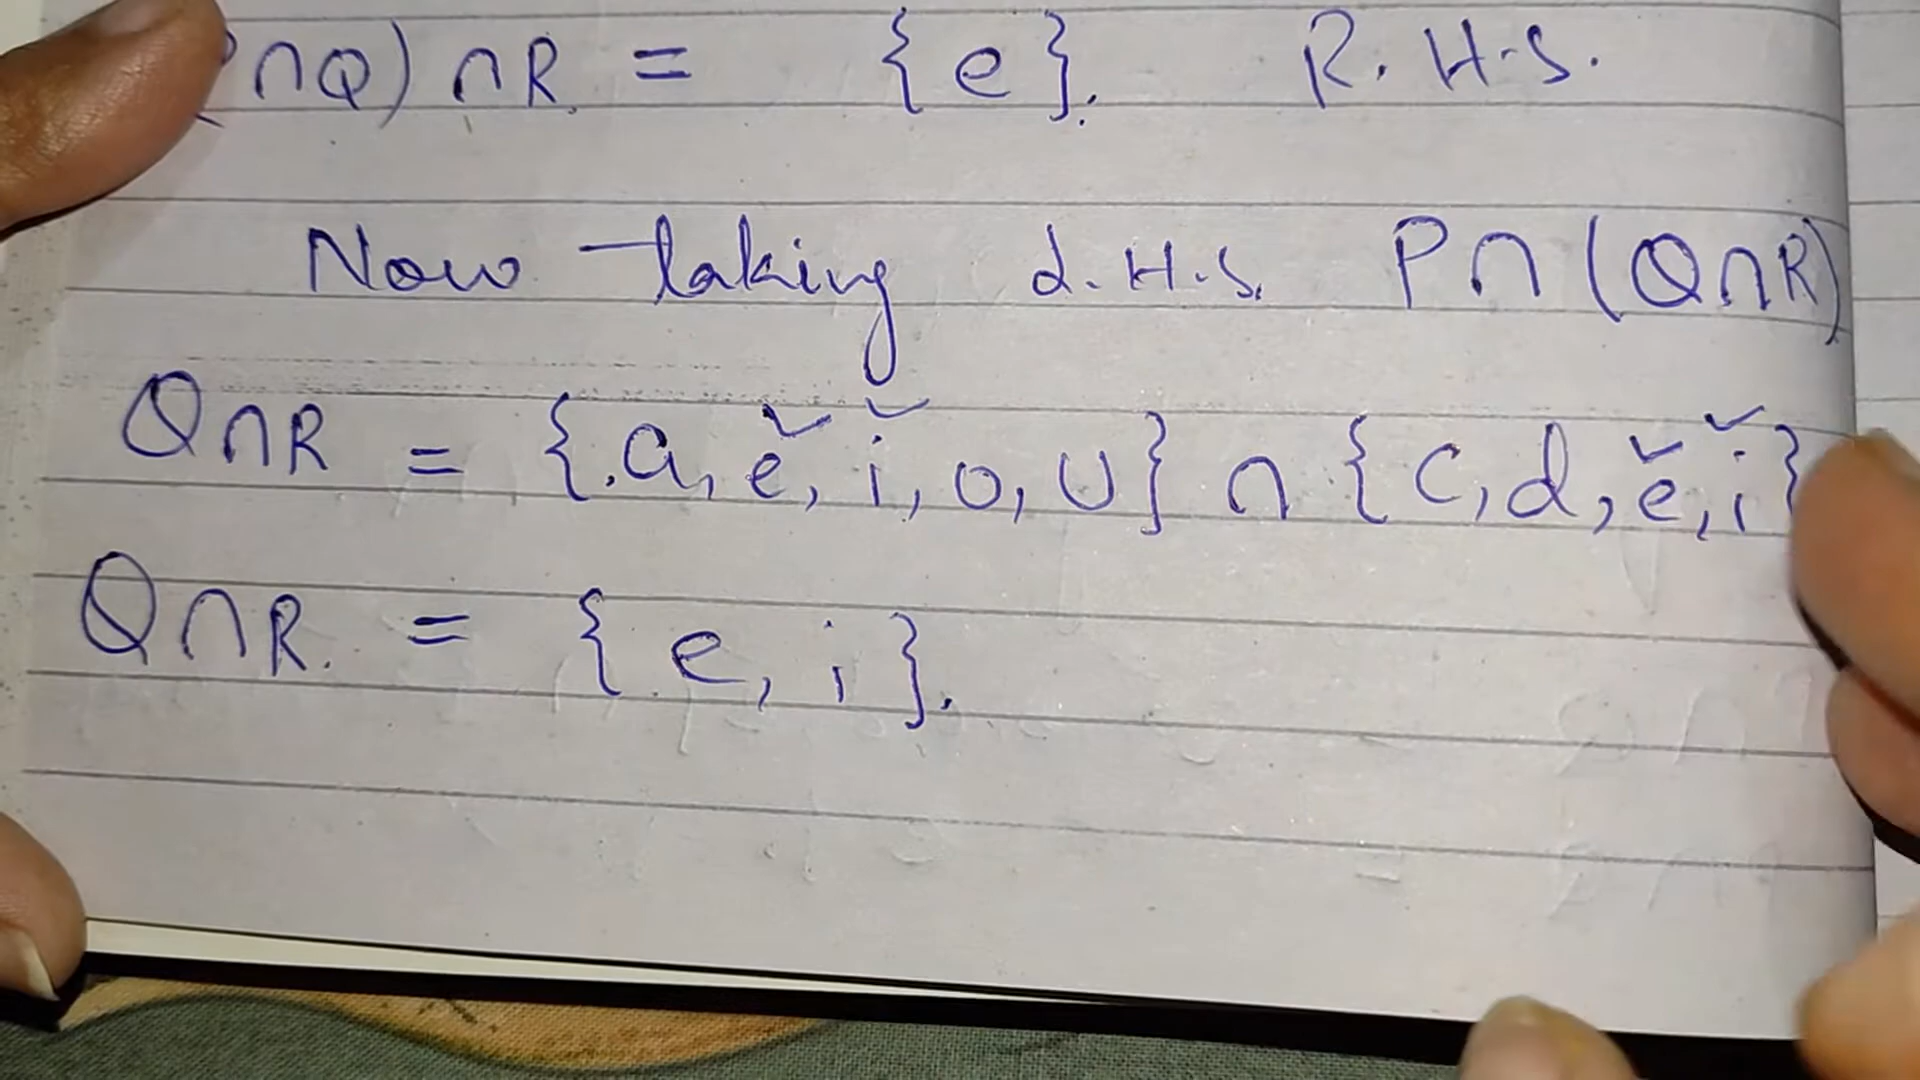 ∩Q) ∩R = {e}. R.H.S.
Now taking L.H.S. P∩(Q∩R)
Q∩R = {a, e, i, o, u} ∩ {c, d, e, i}
Q∩R. = {e, i}.